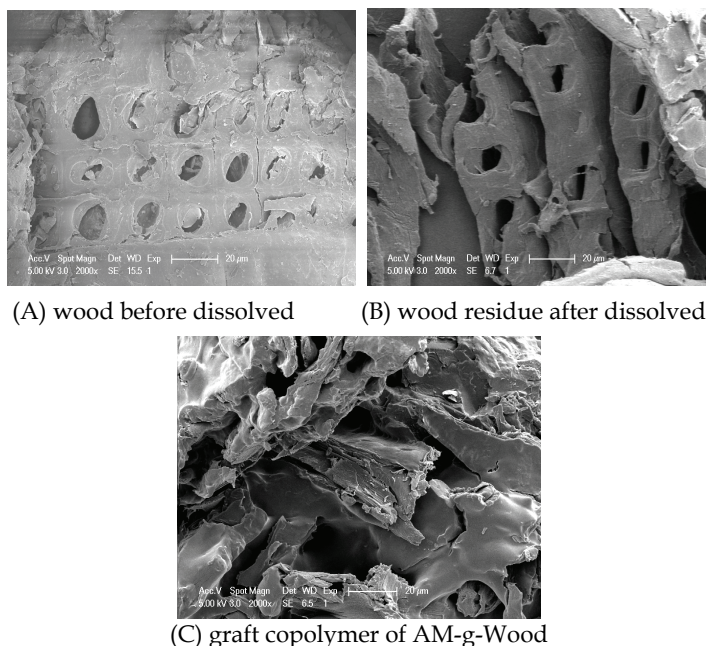 Acc.V Spot Magn Det WD Exp
5.00 kV 3.0 2000x SE 15.5 1 20 µm
Acc.V Spot Magn Det WD Exp
5.00 kV 3.0 2000x SE 6.7 1 20 µm
(A) wood before dissolved
(B) wood residue after dissolved
Acc.V Spot Magn Det WD Exp
5.00 kV 3.0 2000x SE 6.5 1 20 µm
(C) graft copolymer of AM-g-Wood